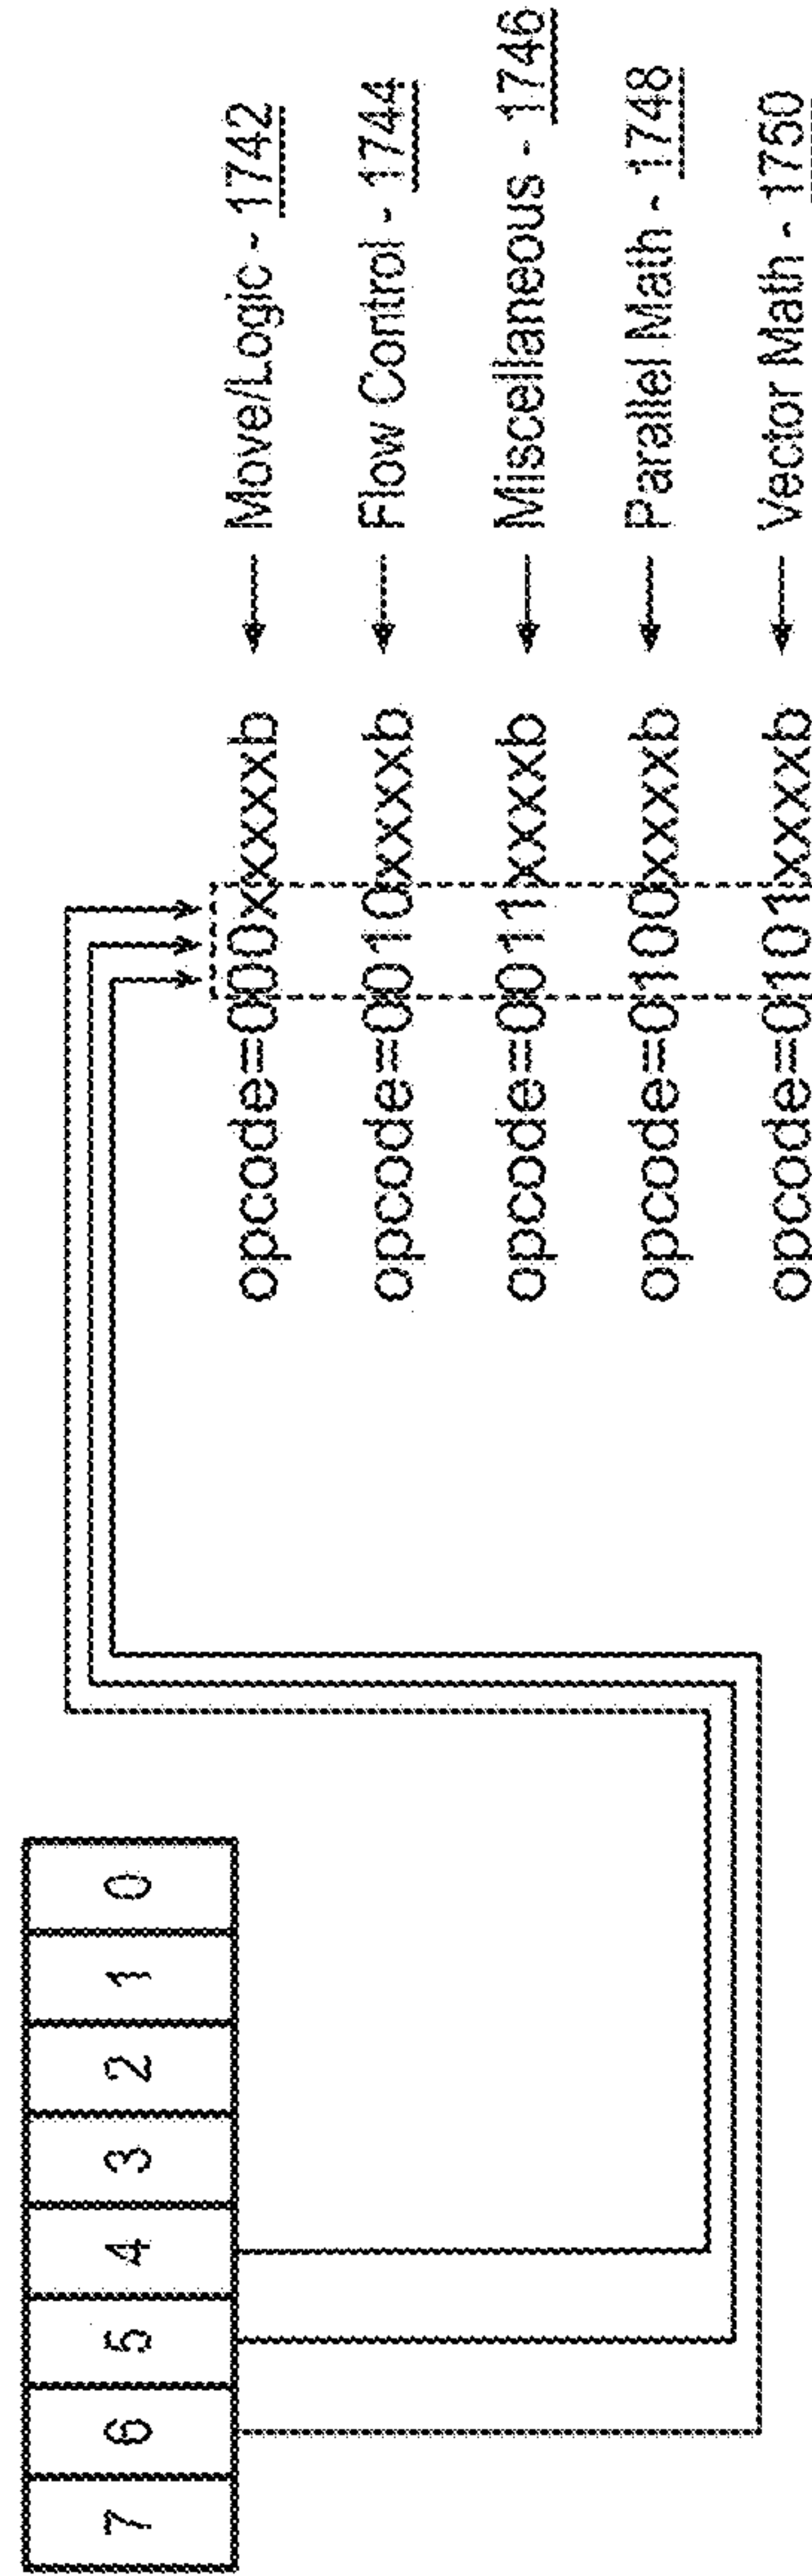 7 6 5 4 3 2 1 0
opcode=000xxxxxb ← Move/Logic - 1742
opcode=0010xxxxb ← Flow Control - 1744
opcode=0011xxxxb ← Miscellaneous - 1746
opcode=0100xxxxb ← Parallel Math - 1748
opcode=0101xxxxb ← Vector Math - 1750